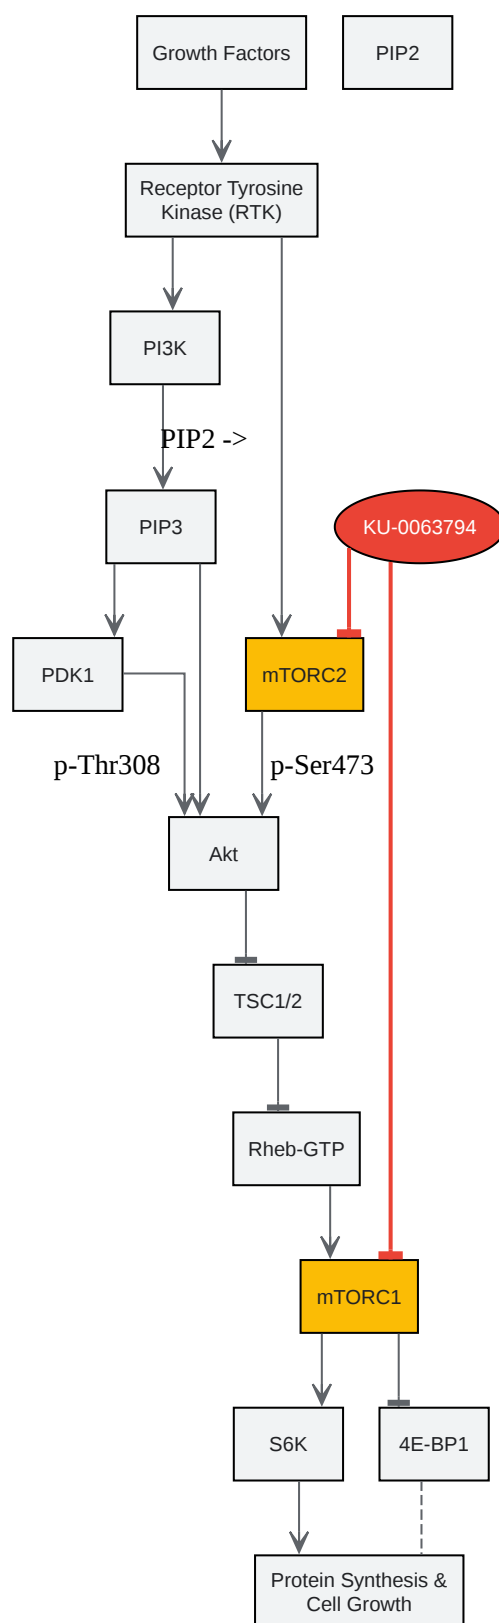 Growth Factors
PIP2
Receptor Tyrosine
Kinase (RTK)
PI3K
PIP2 ->
PIP3
KU-0063794
PDK1
mTORC2
p-Thr308
p-Ser473
Akt
TSC1/2
Rheb-GTP
mTORC1
S6K
4E-BP1
Protein Synthesis &
Cell Growth